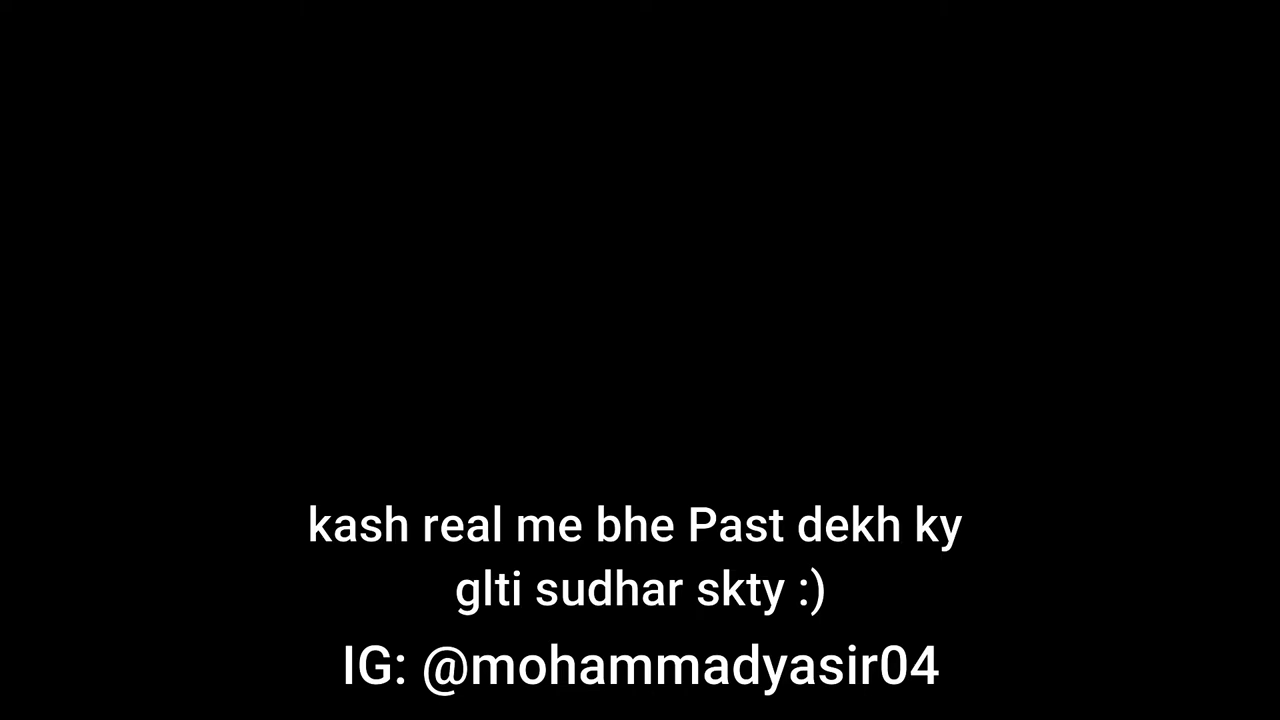 kash real me bhe Past dekh ky
glti sudhar skty :)
IG: @mohammadyasir04